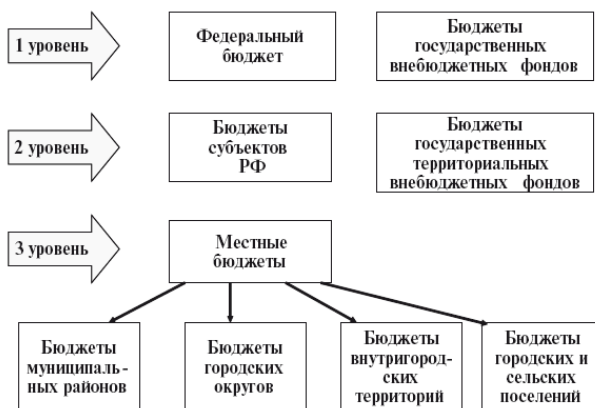 1 уровень
Федеральный
бюджет
Бюджеты
государственных
внебюджетных фондов
2 уровень
Бюджеты
субъектов
РФ
Бюджеты
государственных
территориальных
внебюджетных фондов
3 уровень
Местные
бюджеты
Бюджеты
муниципаль-
ных районов
Бюджеты
городских
округов
Бюджеты
внутригород-
ских
территорий
Бюджеты
городских и
сельских
поселений